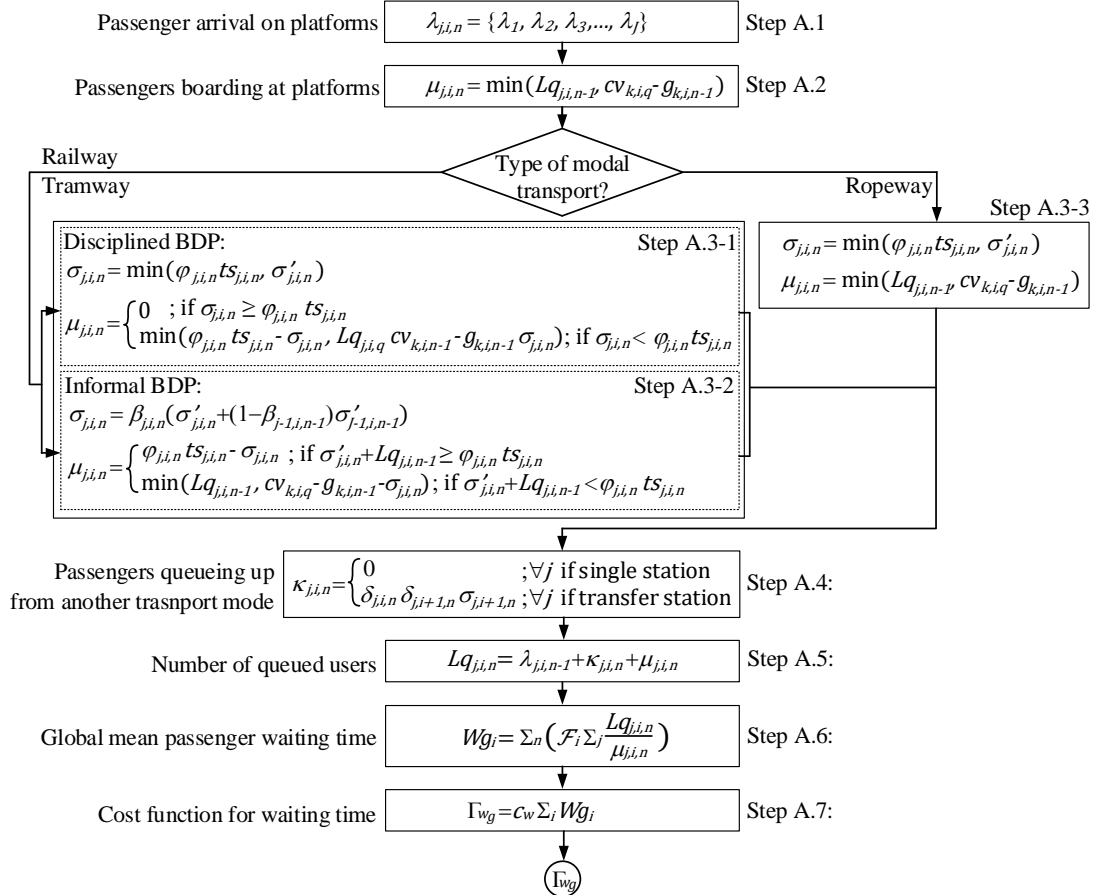 Passenger arrival on platforms
λj,i,n = {λ1, λ2, λ3,..., λJ}
Step A.1
Passengers boarding at platforms
μj,i,n = min(Lqj,i,n-1, cvk,i,q-gk,i,n-1)
Step A.2
Type of modal
transport?
Railway
Tramway
Ropeway
Disciplined BDP:
Step A.3-1
σj,i,n = min(φj,i,n tsj,i,n, σ′j,i,n)
μj,i,n = {0 ; if σj,i,n ≥ φj,i,n tsj,i,n
min(φj,i,n tsj,i,n- σj,i,n, Lqj,i,q cvk,i,n-1-gk,i,n-1 σj,i,n); if σj,i,n < φj,i,n tsj,i,n
Informal BDP:
Step A.3-2
σj,i,n = βj,i,n(σ′j,i,n+(1-βj-1,i,n-1)σ′j-1,i,n-1)
μj,i,n = {φj,i,n tsj,i,n- σj,i,n ; if σ′j,i,n+Lqj,i,n-1 ≥ φj,i,n tsj,i,n
min(Lqj,i,n-1, cvk,i,q-gk,i,n-1-σj,i,n); if σ′j,i,n+Lqj,i,n-1 <φj,i,n tsj,i,n
Step A.3-3
σj,i,n = min(φj,i,n tsj,i,n, σ′j,i,n)
μj,i,n = min(Lqj,i,n-1, cvk,i,q-gk,i,n-1)
Passengers queueing up
from another trasnport mode
κj,i,n = {0 ;∀j if single station
δj,i,n δj,i+1,n σj,i+1,n ;∀j if transfer station
Step A.4:
Number of queued users
Lqj,i,n = λj,i,n-1+κj,i,n+μj,i,n
Step A.5:
Global mean passenger waiting time
Wgi = Σn(ℱi Σj Lqj,i,n/μj,i,n)
Step A.6:
Cost function for waiting time
Γwg=cw Σi Wgi
Step A.7:
Γwg